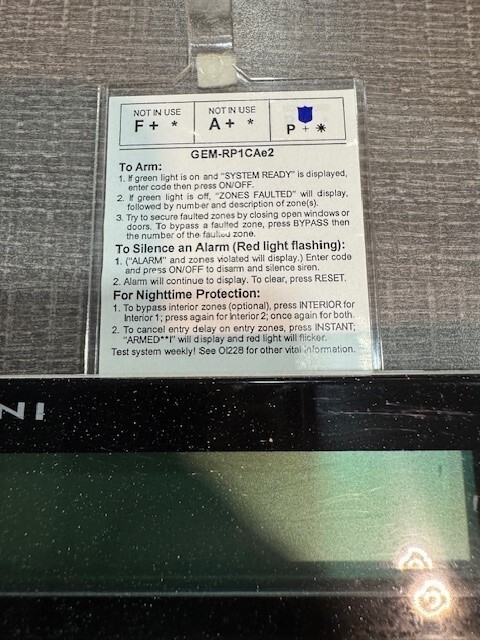 NOT IN USE
F + *
NOT IN USE
A + *
P + *
GEM-RP1CAe2
To Arm:
1. If green light is on and "SYSTEM READY" is displayed,
enter code then press ON/OFF.
2. If green light is off, "ZONES FAULTED" will display,
followed by number and description of zone(s).
3. Try to secure faulted zones by closing open windows or
doors. To bypass a faulted zone, press BYPASS then
the number of the faulted zone.
To Silence an Alarm (Red light flashing):
1. ("ALARM" and zones violated will display.) Enter code
and press ON/OFF to disarm and silence siren.
2. Alarm will continue to display. To clear, press RESET.
For Nighttime Protection:
1. To bypass interior zones (optional), press INTERIOR for
Interior 1; press again for Interior 2; once again for both.
2. To cancel entry delay on entry zones, press INSTANT;
"ARMED**I" will display and red light will flicker.
Test system weekly! See OI228 for other vital information.